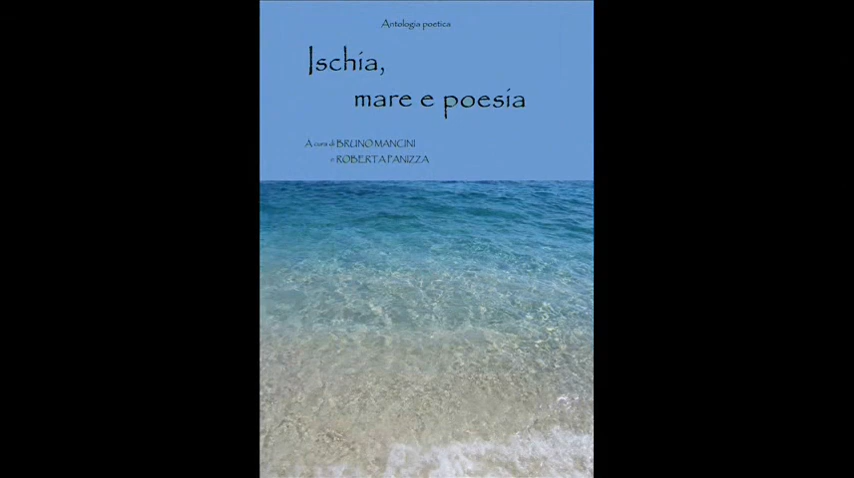 Antologia poetica
Ischia,
mare e poesia
A cura di BRUNO MANCINI
e ROBERTA PANIZZA